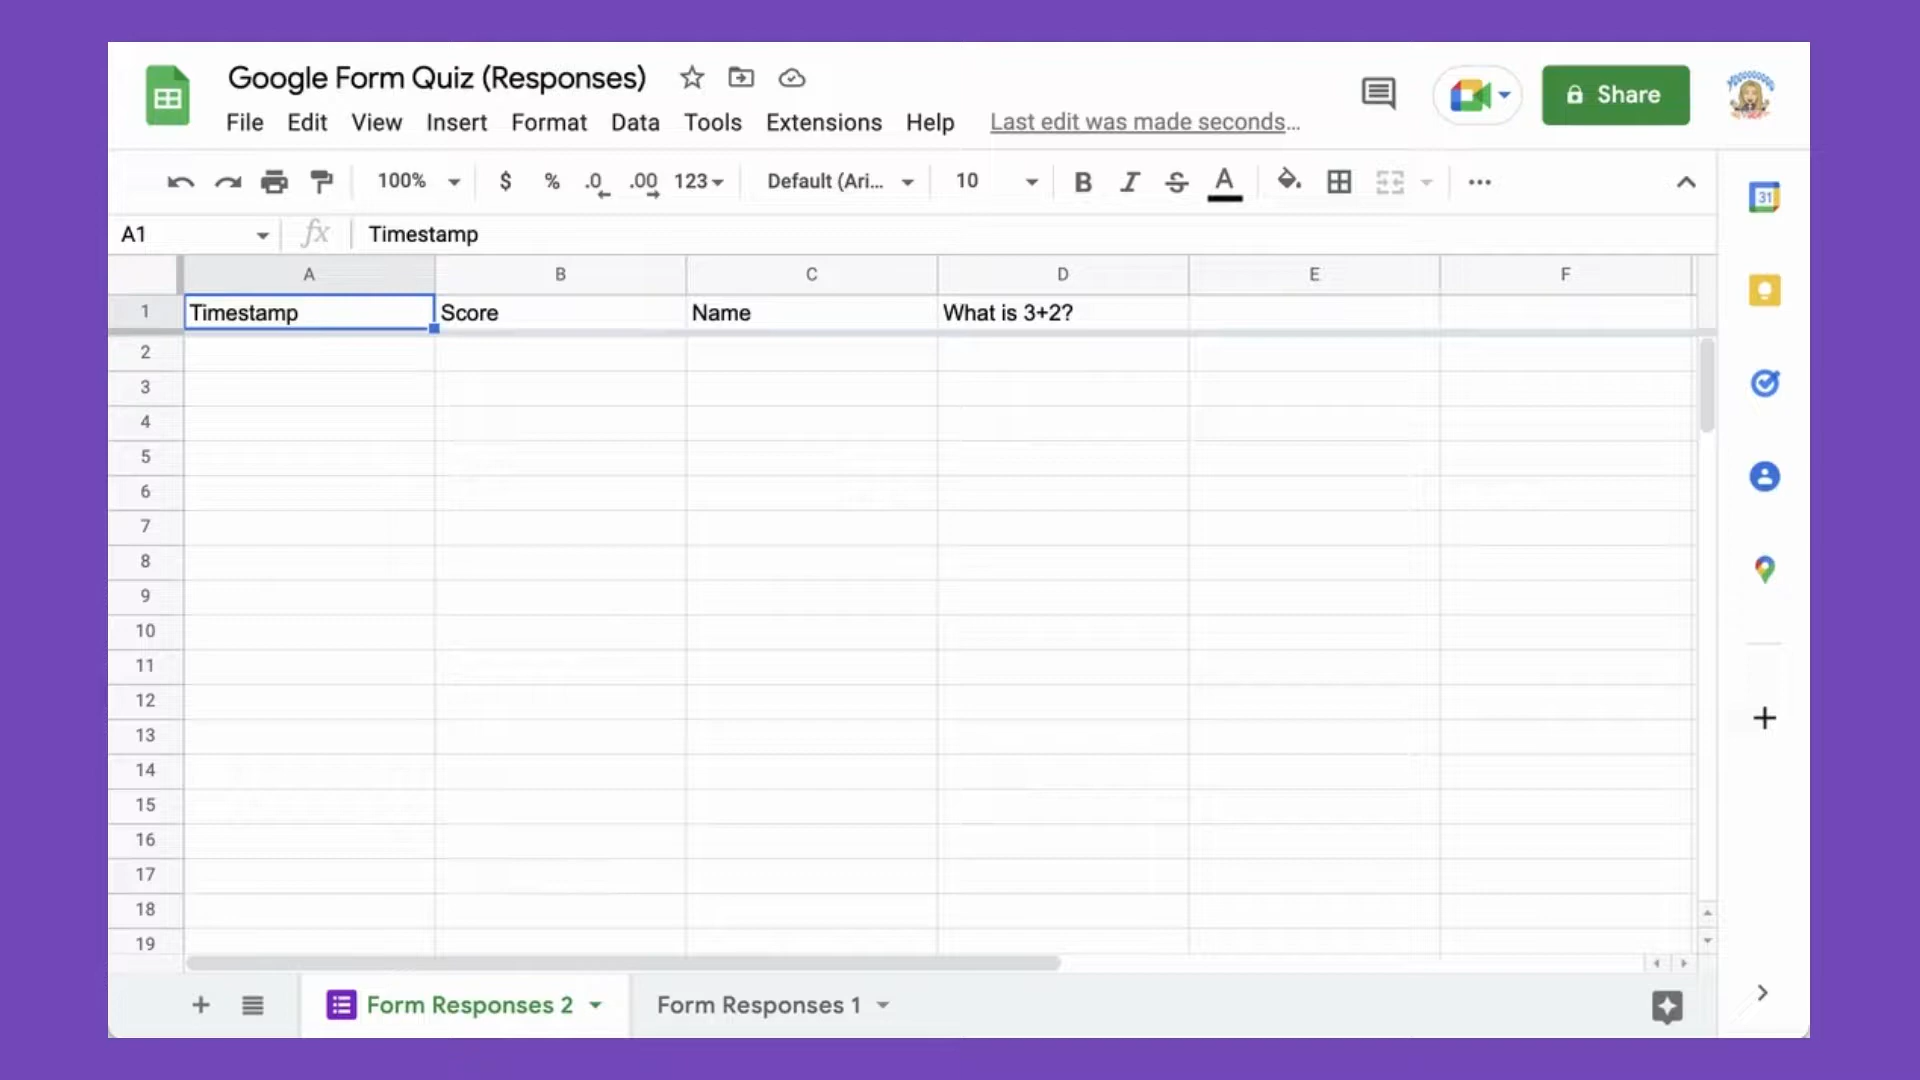 Google Form Quiz (Responses)
File Edit View Insert Format Data Tools Extensions Help Last edit was made seconds...
Share
100% $ % .0 .00 123 Default (Ari... 10 B I S A
31
A1 fx Timestamp
A B C D E F
1 Timestamp Score Name What is 3+2?
2
3
4
5
6
7
8
9
10
11
12
13
14
15
16
17
18
19
Form Responses 2 Form Responses 1